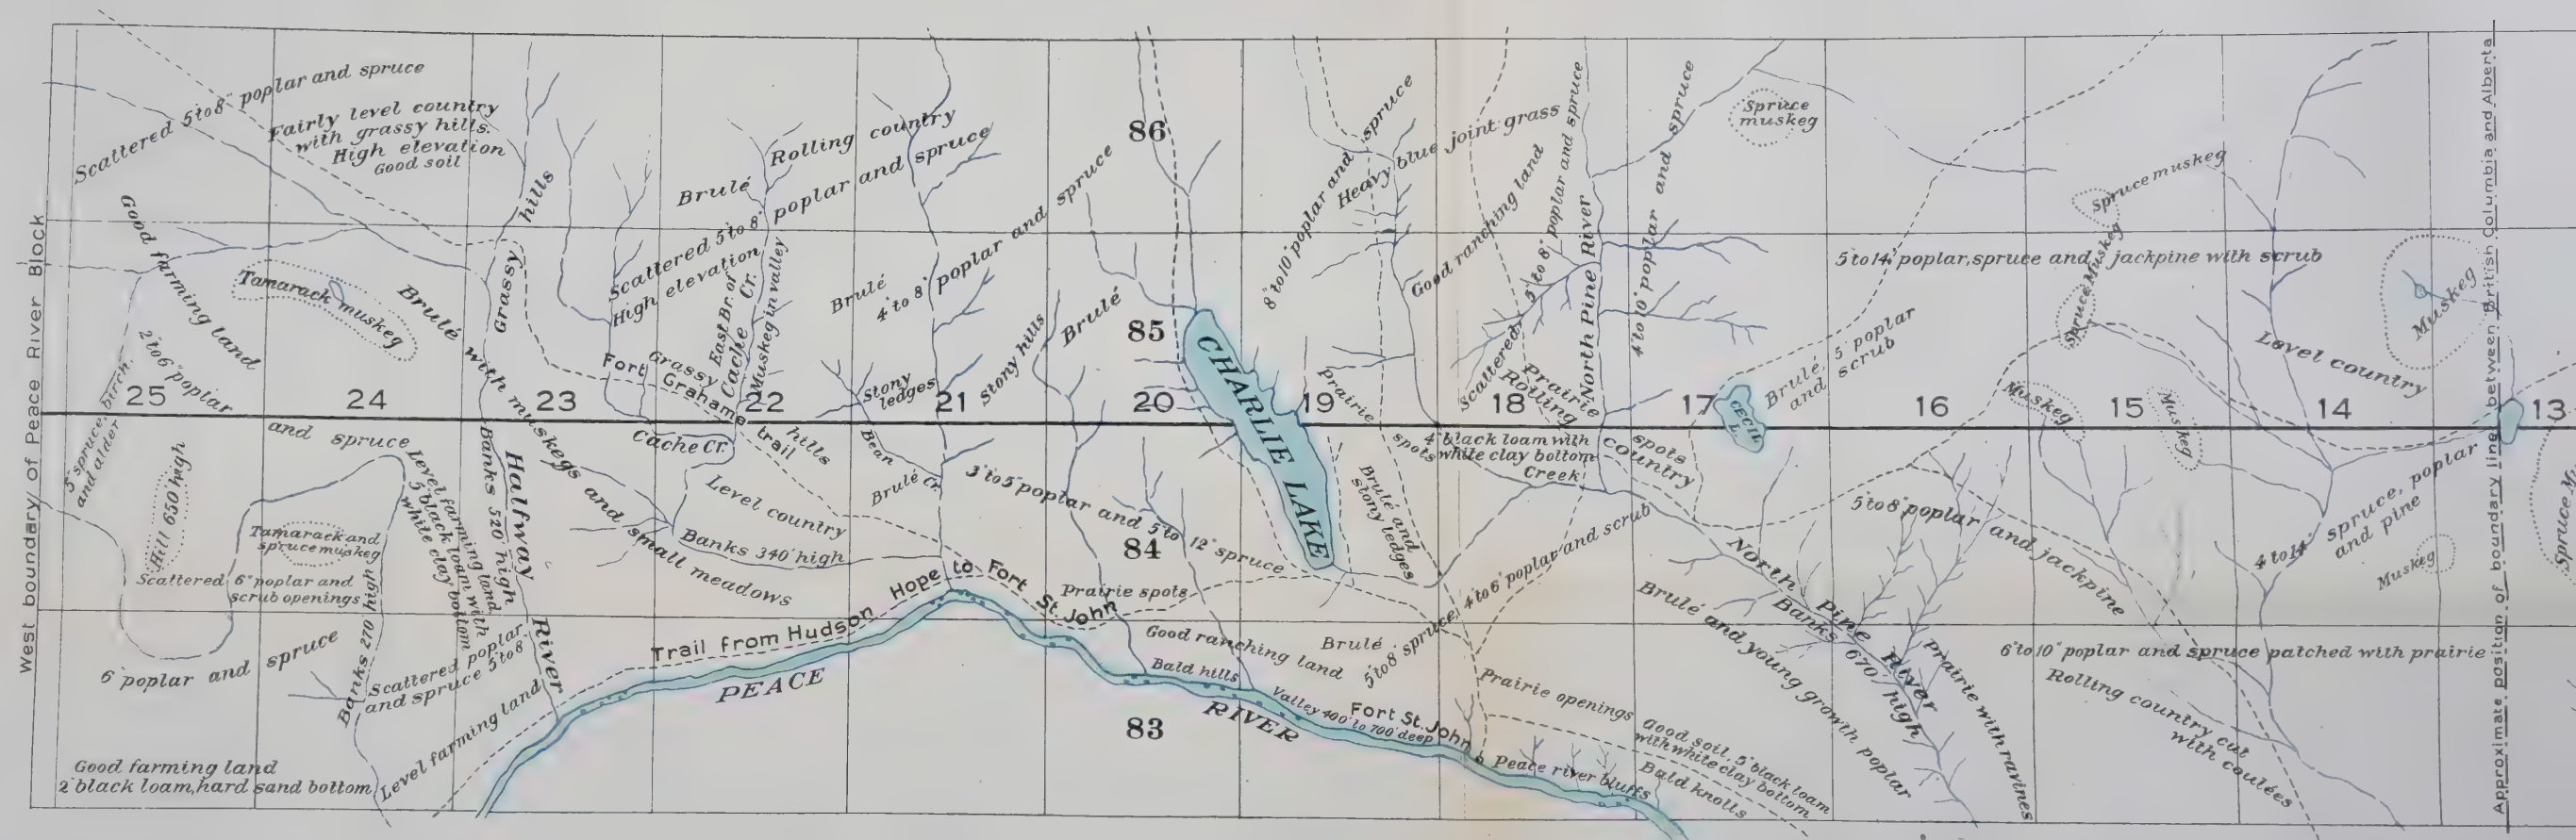 West boundary of Peace River Block
Scattered 5 to 8" poplar and spruce
Fairly level country
with grassy hills.
High elevation
Good soil
Good farming land
Tamarack muskeg
Brulé with muskegs and small meadows
Grassy hills
2 to 6" poplar
and spruce
5" spruce, birch,
and alder
25
24
23
22
21
20
19
18
17
16
15
14
13
86
85
84
83
Brulé
Rolling country
Scattered 5 to 8" poplar and spruce
High elevation
East Br. of
Cache Cr.
Muskeg in valley
Fort Grahame trail
Grassy
hills
Cache Cr.
Brulé
4" to 8" poplar and spruce
Stony
ledges
Stony hills
Brulé
Bean
Cr.
Brulé
CHARLIE LAKE
8" to 10" poplar and spruce
Heavy blue joint grass
Good ranching land
Scattered 5" to 8" poplar and spruce
North Pine River
4" to 10" poplar and spruce
Spruce
muskeg
Prairie
Rolling
spots
country
Prairie
spots
4" black loam with
white clay bottom
Creek
CECIL
L.
Brulé, 5" poplar
and scrub
5 to 14" poplar, spruce and jackpine with scrub
Spruce muskeg
Spruce Muskeg
Muskeg
Muskeg
Muskeg
Level country
Approximate position of boundary line between British Columbia and Alberta
Hill 650' high
Tamarack and
spruce muskeg
Scattered 6" poplar and
scrub openings
6" poplar and spruce
Banks 270' high
Level farming land
5" black loam with
white clay bottom
Level farming land with
Banks 520' high
Halfway River
Scattered poplar
and spruce 5 to 8"
Level farming land
Good farming land
2" black loam, hard sand bottom
Level country
Banks 340' high
Trail from Hudson Hope to Fort St. John
PEACE RIVER
3" to 5" poplar and 5" to 12" spruce
Prairie spots
Good ranching land
Bald hills
Brulé
Brulé and
stony ledges
5 to 8" spruce, 4 to 6" poplar and scrub
Valley 400' to 700' deep
Fort St. John
Peace river bluffs
Prairie openings
Good soil, 5" black loam
with white clay bottom
Bald knolls
North Pine River
Banks 670' high
Brulé and young growth poplar
Prairie with ravines
5 to 8" poplar and jackpine
6" to 10" poplar and spruce patched with prairie
Rolling country cut
with coulées
4 to 14" spruce, poplar
and pine
Muskeg